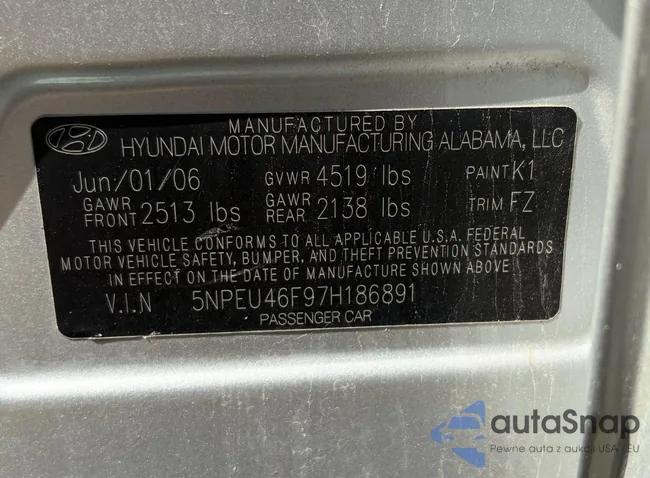 MANUFACTURED BY
HYUNDAI MOTOR MANUFACTURING ALABAMA, LLC
Jun/01/06 GVWR 4519 lbs PAINT K1
GAWR FRONT 2513 lbs GAWR REAR 2138 lbs TRIM FZ
THIS VEHICLE CONFORMS TO ALL APPLICABLE U.S.A. FEDERAL
MOTOR VEHICLE SAFETY, BUMPER, AND THEFT PREVENTION STANDARDS
IN EFFECT ON THE DATE OF MANUFACTURE SHOWN ABOVE
V.I.N 5NPEU46F97H186891
PASSENGER CAR
autaSnap
Pewne auta z aukcji USA i EU